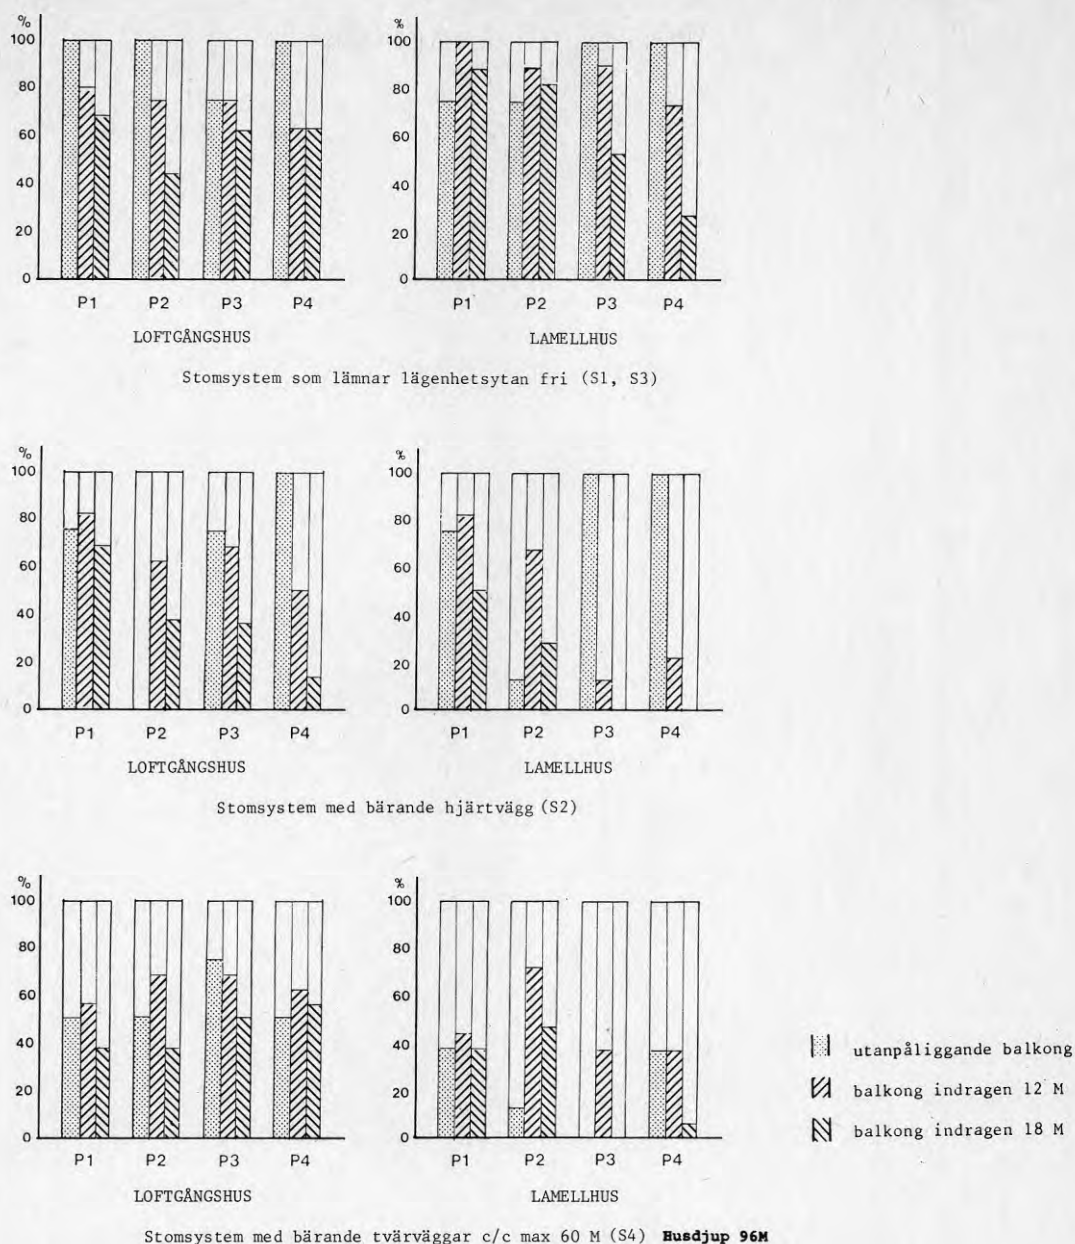 %
100
80
60
40
20
0
P1 P2 P3 P4
LOFTGÅNGSHUS
%
100
80
60
40
20
0
P1 P2 P3 P4
LAMELLHUS
Stomsystem som lämnar lägenhetsytan fri (S1, S3)
%
100
80
60
40
20
0
P1 P2 P3 P4
LOFTGÅNGSHUS
%
100
80
60
40
20
0
P1 P2 P3 P4
LAMELLHUS
Stomsystem med bärande hjärtvägg (S2)
%
100
80
60
40
20
0
P1 P2 P3 P4
LOFTGÅNGSHUS
%
100
80
60
40
20
0
P1 P2 P3 P4
LAMELLHUS
utanpåliggande balkong
balkong indragen 12 M
balkong indragen 18 M
Stomsystem med bärande tvärväggar c/c max 60 M (S4) Husdjup 96M